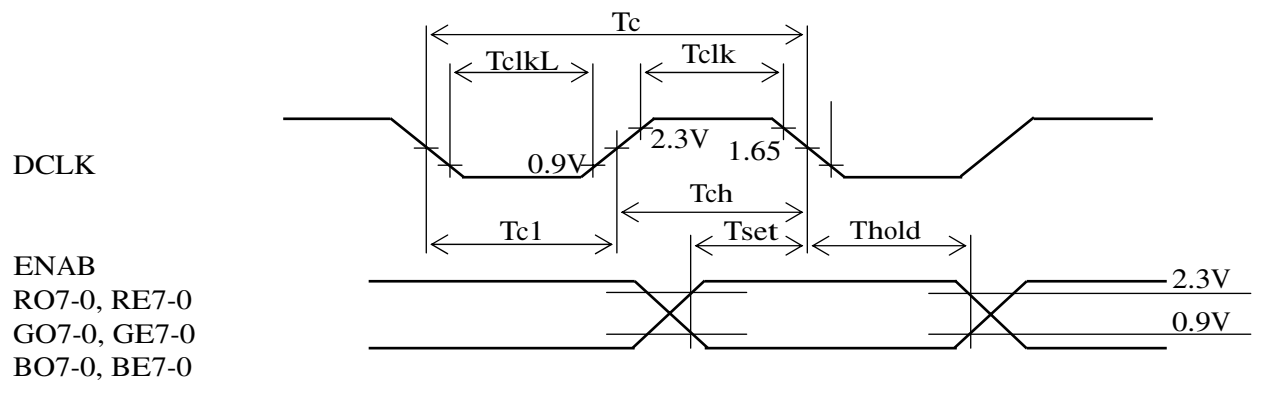 Tc
TclkL
Tclk
DCLK
0.9V
2.3V
1.65
Tch
Tc1
Tset
Thold
ENAB
RO7-0, RE7-0
GO7-0, GE7-0
BO7-0, BE7-0
2.3V
0.9V